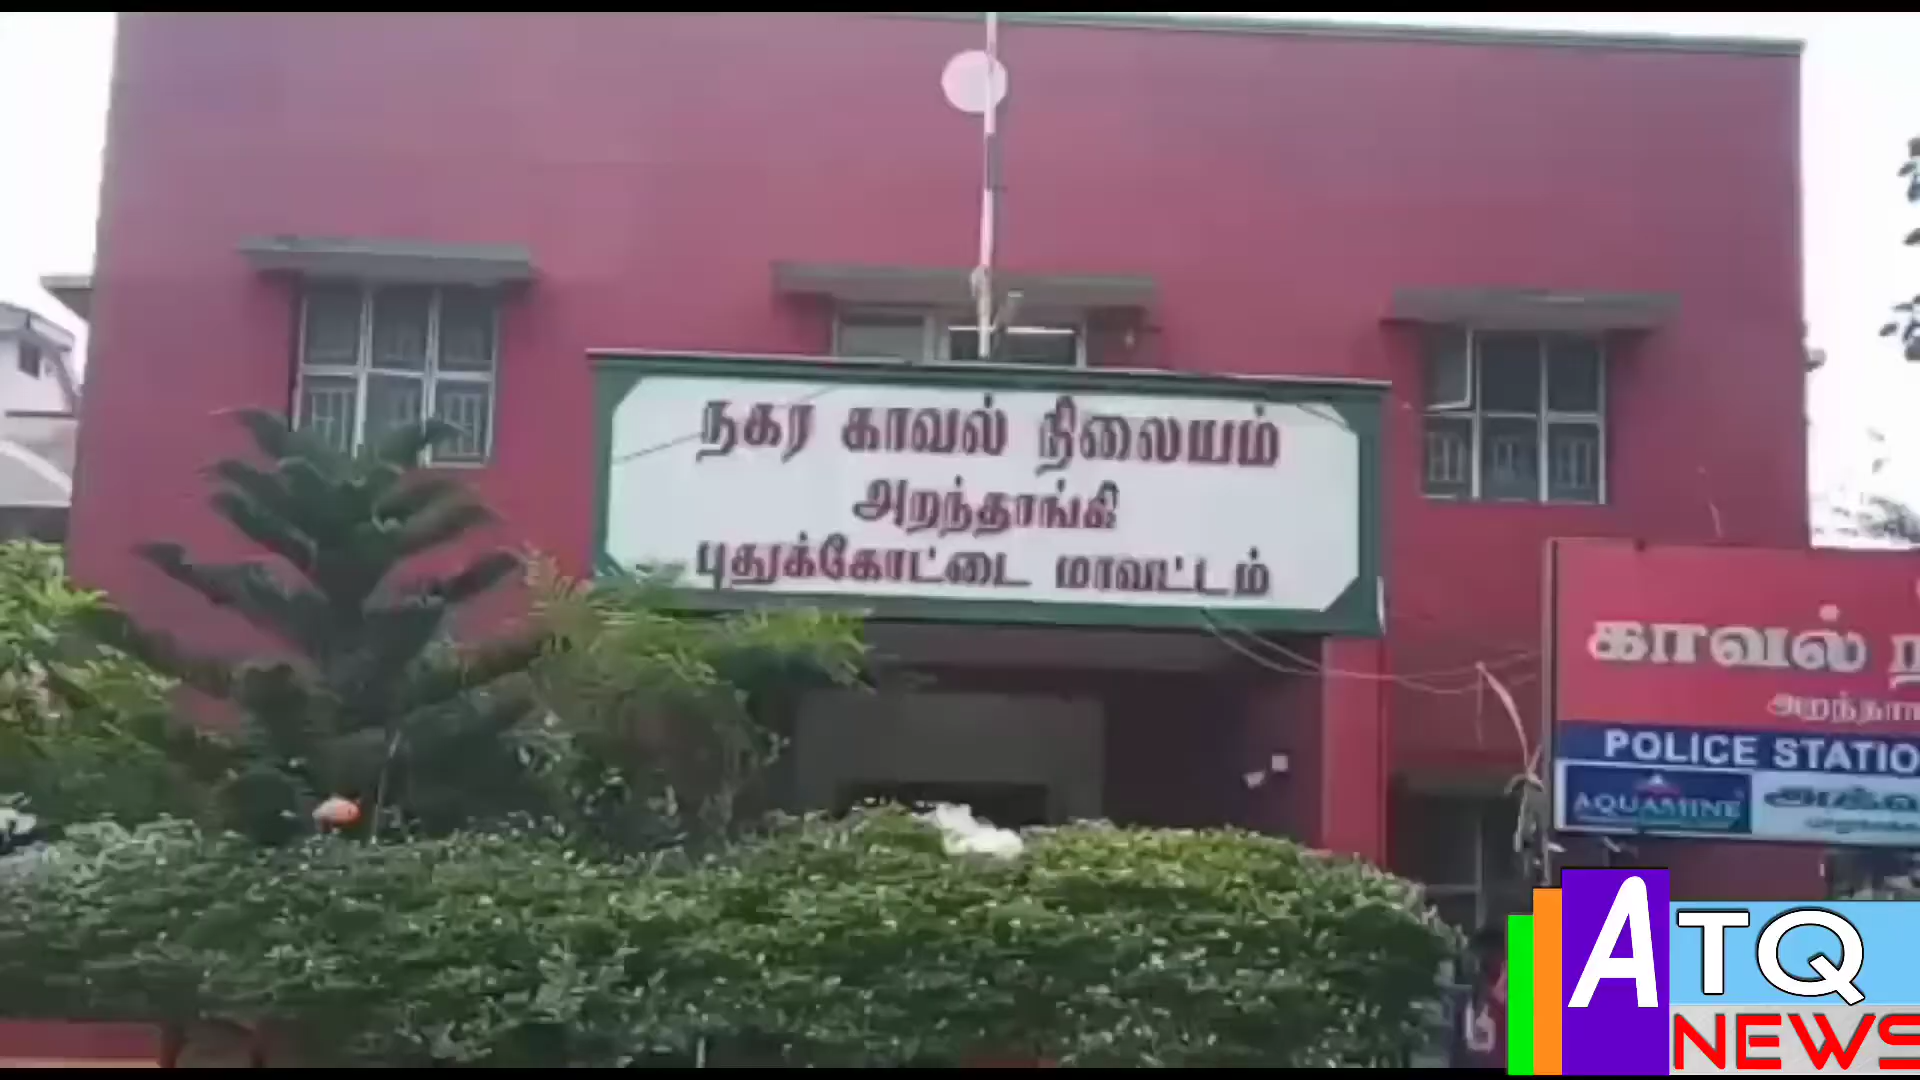 நகர காவல் நிலையம்
அறந்தாங்கி
புதுக்கோட்டை மாவட்டம்
காவல்
POLICE STATIO
AQUAMINE
ATQ
NEWS